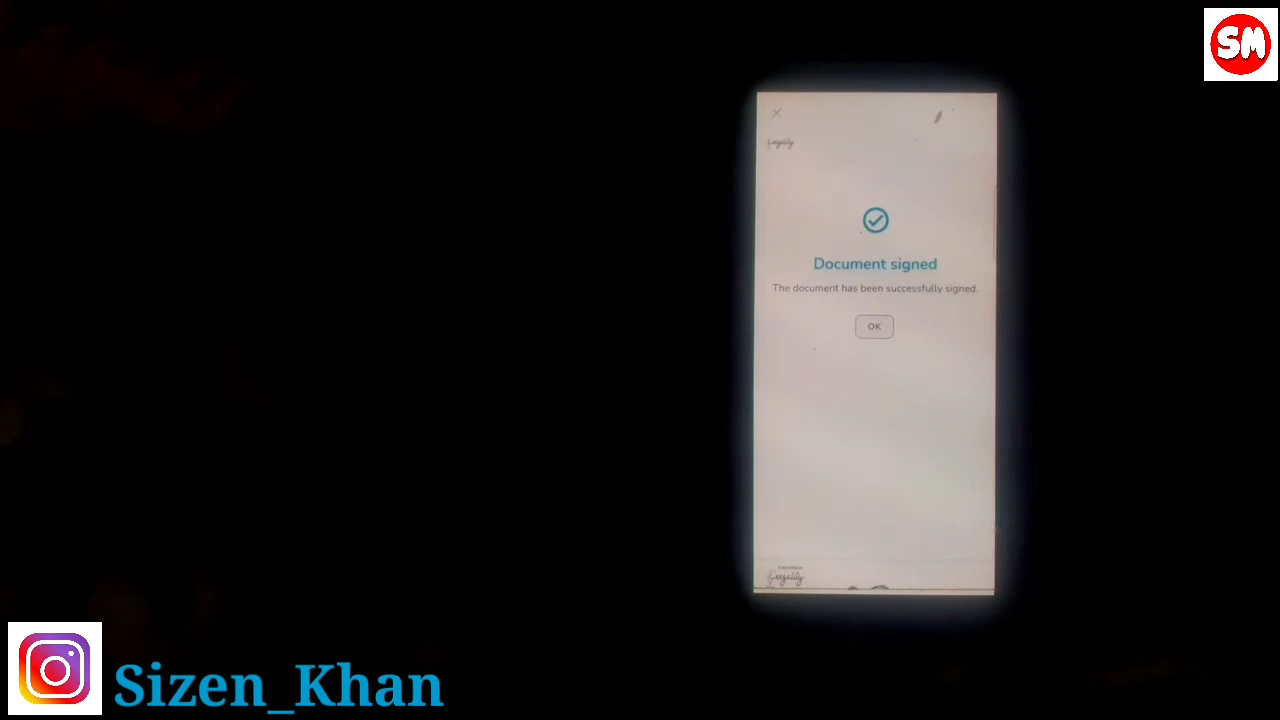 SM
Document signed
The document has been successfully signed.
OK
Sizen_Khan